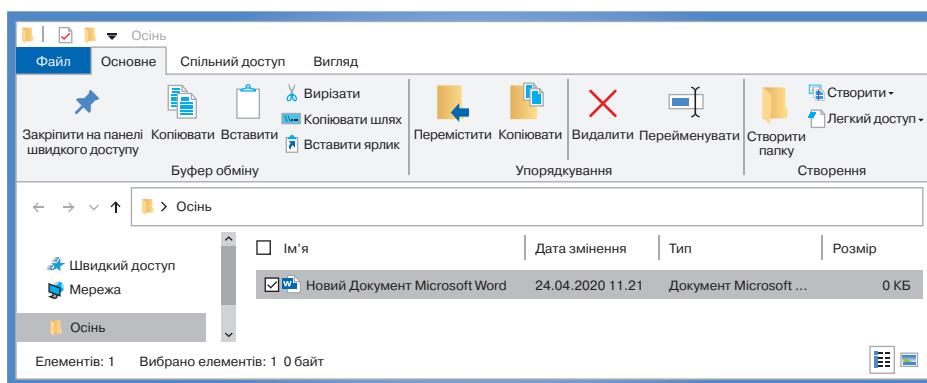 Осінь
Файл Основне Спільний доступ Вигляд
Закріпити на панелі швидкого доступу
Копіювати
Вставити
Вирізати
Копіювати шлях
Вставити ярлик
Буфер обміну
Перемістити
Копіювати
Видалити
Перейменувати
Упорядкування
Створити папку
Створити
Легкий доступ
Створення
Осінь
Швидкий доступ
Мережа
Осінь
Ім'я Дата змінення Тип Розмір
Новий Документ Microsoft Word 24.04.2020 11.21 Документ Microsoft ... 0 КБ
Елементів: 1 Вибрано елементів: 1 0 байт